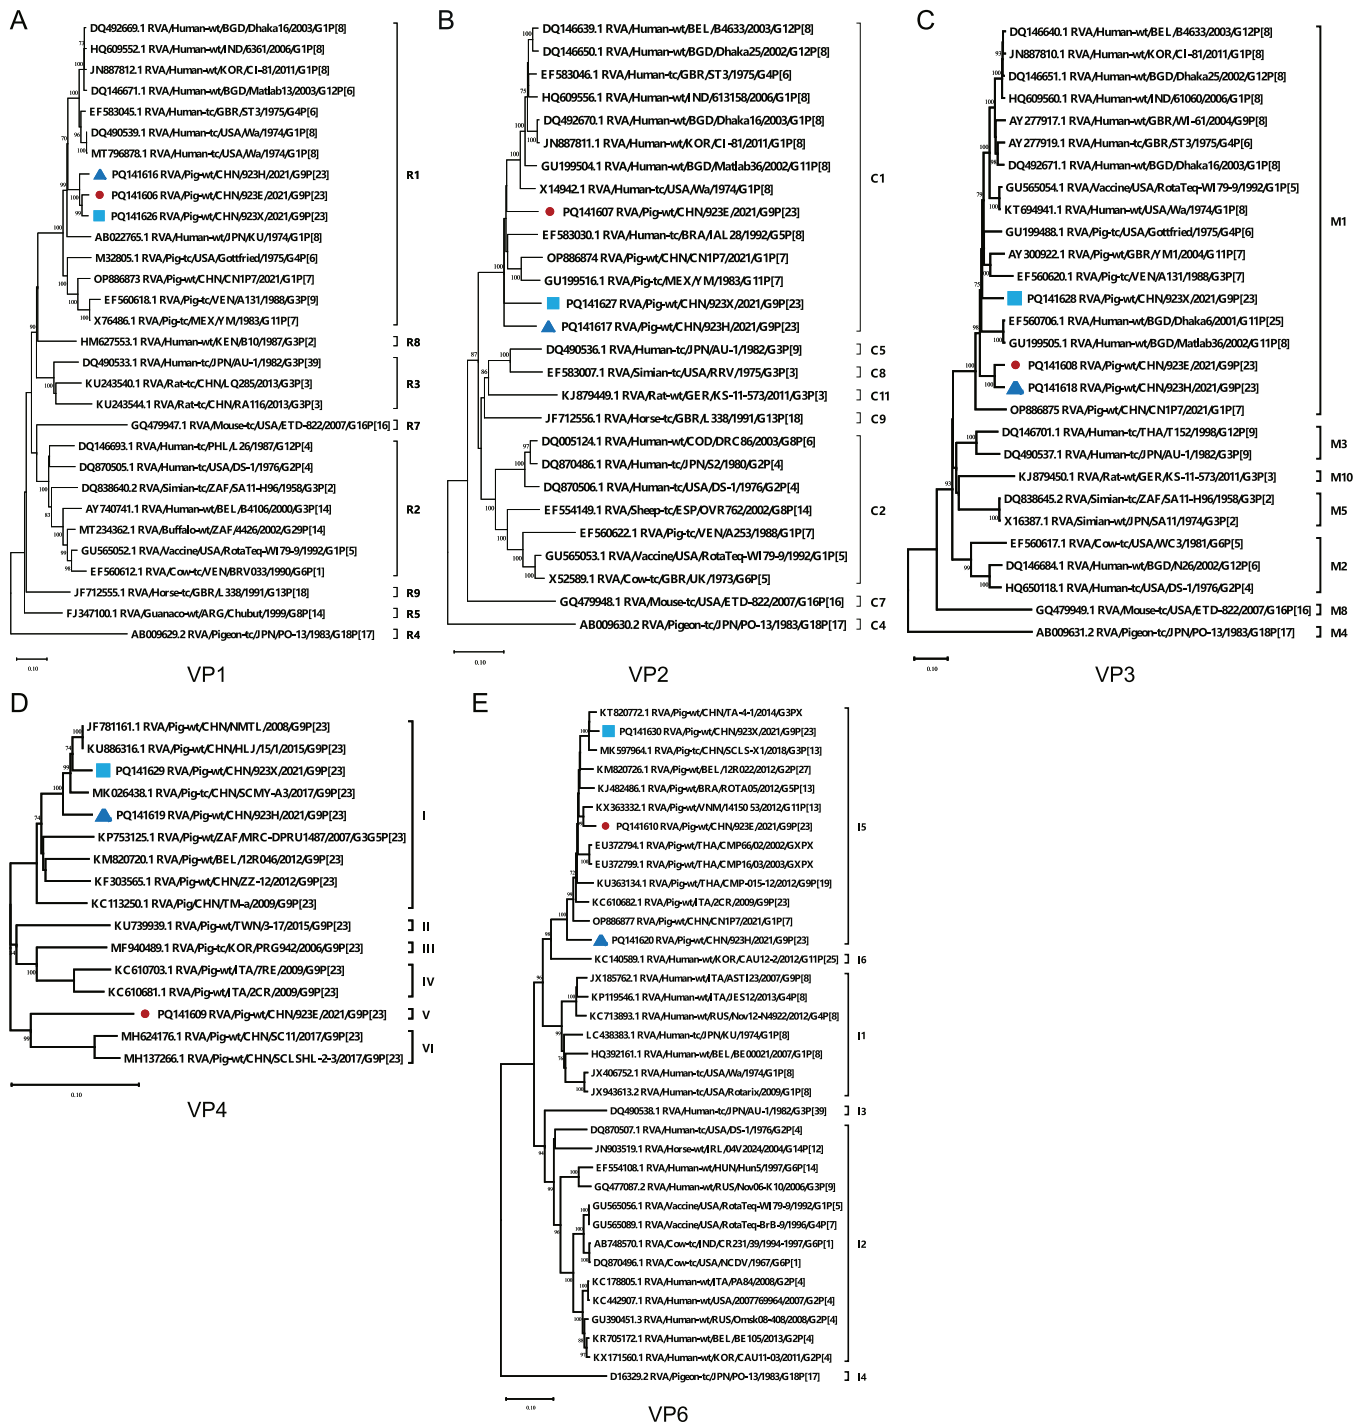 A
DQ492669.1 RVA/Human-wt/BGD/Dhaka16/2003/G1P[8]
HQ609552.1 RVA/Human-wt/IND/6361/2006/G1P[8]
JN887812.1 RVA/Human-wt/KOR/CI-81/2011/G1P[8]
DQ146671.1 RVA/Human-wt/BGD/Matlab13/2003/G12P[6]
EF583045.1 RVA/Human-tc/GBR/ST3/1975/G4P[6]
DQ490539.1 RVA/Human-tc/USA/Wa/1974/G1P[8]
MT796878.1 RVA/Human-tc/USA/Wa/1974/G1P[8]
PQ141616 RVA/Pig-wt/CHN/923H/2021/G9P[23]
PQ141606 RVA/Pig-wt/CHN/923E/2021/G9P[23]
PQ141626 RVA/Pig-wt/CHN/923X/2021/G9P[23]
AB022765.1 RVA/Human-wt/JPN/KU/1974/G1P[8]
M32805.1 RVA/Pig-tc/USA/Gottfried/1975/G4P[6]
OP886873 RVA/Pig-wt/CHN/CN1P7/2021/G1P[7]
EF560618.1 RVA/Pig-tc/VEN/A131/1988/G3P[9]
X76486.1 RVA/Pig-tc/MEX/YM/1983/G11P[7]
R1
HM627553.1 RVA/Human-wt/KEN/B10/1987/G3P[2] R8
DQ490533.1 RVA/Human-tc/JPN/AU-1/1982/G3P[39]
KU243540.1 RVA/Rat-tc/CHN/LQ285/2013/G3P[3]
KU243544.1 RVA/Rat-tc/CHN/RA116/2013/G3P[3]
R3
GQ479947.1 RVA/Mouse-tc/USA/ETD-822/2007/G16P[16] R7
DQ146693.1 RVA/Human-tc/PHL/L26/1987/G12P[4]
DQ870505.1 RVA/Human-tc/USA/DS-1/1976/G2P[4]
DQ838640.2 RVA/Simian-tc/ZAF/SA11-H96/1958/G3P[2]
AY740741.1 RVA/Human-wt/BEL/B4106/2000/G3P[14]
MT234362.1 RVA/Buffalo-wt/ZAF/4426/2002/G29P[14]
GU565052.1 RVA/Vaccine/USA/RotaTeq-WI79-9/1992/G1P[5]
EF560612.1 RVA/Cow-tc/VEN/BRV033/1990/G6P[1]
R2
JF712555.1 RVA/Horse-tc/GBR/L338/1991/G13P[18] R9
FJ347100.1 RVA/Guanaco-wt/ARG/Chubut/1999/G8P[14] R5
AB009629.2 RVA/Pigeon-tc/JPN/PO-13/1983/G18P[17] R4
0.10
VP1
B
DQ146639.1 RVA/Human-wt/BEL/B4633/2003/G12P[8]
DQ146650.1 RVA/Human-wt/BGD/Dhaka25/2002/G12P[8]
EF583046.1 RVA/Human-tc/GBR/ST3/1975/G4P[6]
HQ609556.1 RVA/Human-wt/IND/613158/2006/G1P[8]
DQ492670.1 RVA/Human-wt/BGD/Dhaka16/2003/G1P[8]
JN887811.1 RVA/Human-wt/KOR/CI-81/2011/G1P[8]
GU199504.1 RVA/Human-wt/BGD/Matlab36/2002/G11P[8]
X14942.1 RVA/Human-tc/USA/Wa/1974/G1P[8]
PQ141607 RVA/Pig-wt/CHN/923E/2021/G9P[23]
EF583030.1 RVA/Human-tc/BRA/IAL28/1992/G5P[8]
OP886874 RVA/Pig-wt/CHN/CN1P7/2021/G1P[7]
GU199516.1 RVA/Pig-tc/MEX/YM/1983/G11P[7]
PQ141627 RVA/Pig-wt/CHN/923X/2021/G9P[23]
PQ141617 RVA/Pig-wt/CHN/923H/2021/G9P[23]
C1
DQ490536.1 RVA/Human-tc/JPN/AU-1/1982/G3P[9] C5
EF583007.1 RVA/Simian-tc/USA/RRV/1975/G3P[3] C8
KJ879449.1 RVA/Rat-wt/GER/KS-11-573/2011/G3P[3] C11
JF712556.1 RVA/Horse-tc/GBR/L338/1991/G13P[18] C9
DQ005124.1 RVA/Human-wt/COD/DRC86/2003/G8P[6]
DQ870486.1 RVA/Human-tc/JPN/S2/1980/G2P[4]
DQ870506.1 RVA/Human-tc/USA/DS-1/1976/G2P[4]
EF554149.1 RVA/Sheep-tc/ESP/OVR762/2002/G8P[14]
EF560622.1 RVA/Pig-tc/VEN/A253/1988/G1P[7]
GU565053.1 RVA/Vaccine/USA/RotaTeq-WI79-9/1992/G1P[5]
X52589.1 RVA/Cow-tc/GBR/UK/1973/G6P[5]
C2
GQ479948.1 RVA/Mouse-tc/USA/ETD-822/2007/G16P[16] C7
AB009630.2 RVA/Pigeon-tc/JPN/PO-13/1983/G18P[17] C4
0.10
VP2
C
DQ146640.1 RVA/Human-wt/BEL/B4633/2003/G12P[8]
JN887810.1 RVA/Human-wt/KOR/CI-81/2011/G1P[8]
DQ146651.1 RVA/Human-wt/BGD/Dhaka25/2002/G12P[8]
HQ609560.1 RVA/Human-wt/IND/61060/2006/G1P[8]
AY277917.1 RVA/Human-wt/GBR/WI-61/2004/G9P[8]
AY277919.1 RVA/Human-tc/GBR/ST3/1975/G4P[6]
DQ492671.1 RVA/Human-wt/BGD/Dhaka16/2003/G1P[8]
GU565054.1 RVA/Vaccine/USA/RotaTeq-WI79-9/1992/G1P[5]
KT694941.1 RVA/Human-wt/USA/Wa/1974/G1P[8]
GU199488.1 RVA/Pig-tc/USA/Gottfried/1975/G4P[6]
AY300922.1 RVA/Pig-wt/GBR/YM1/2004/G11P[7]
EF560620.1 RVA/Pig-tc/VEN/A131/1988/G3P[7]
PQ141628 RVA/Pig-wt/CHN/923X/2021/G9P[23]
EF560706.1 RVA/Human-wt/BGD/Dhaka6/2001/G11P[25]
GU199505.1 RVA/Human-wt/BGD/Matlab36/2002/G11P[8]
PQ141608 RVA/Pig-wt/CHN/923E/2021/G9P[23]
PQ141618 RVA/Pig-wt/CHN/923H/2021/G9P[23]
OP886875 RVA/Pig-wt/CHN/CN1P7/2021/G1P[7]
M1
DQ146701.1 RVA/Human-tc/THA/T152/1998/G12P[9]
DQ490537.1 RVA/Human-tc/JPN/AU-1/1982/G3P[9]
M3
KJ879450.1 RVA/Rat-wt/GER/KS-11-573/2011/G3P[3] M10
DQ838645.2 RVA/Simian-tc/ZAF/SA11-H96/1958/G3P[2]
X16387.1 RVA/Simian-wt/JPN/SA11/1974/G3P[2]
M5
EF560617.1 RVA/Cow-tc/USA/WC3/1981/G6P[5]
DQ146684.1 RVA/Human-wt/BGD/N26/2002/G12P[6]
HQ650118.1 RVA/Human-tc/USA/DS-1/1976/G2P[4]
M2
GQ479949.1 RVA/Mouse-tc/USA/ETD-822/2007/G16P[16] M8
AB009631.2 RVA/Pigeon-tc/JPN/PO-13/1983/G18P[17] M4
0.10
VP3
D
JF781161.1 RVA/Pig-wt/CHN/NMTL/2008/G9P[23]
KU886316.1 RVA/Pig-wt/CHN/HLJ/15/1/2015/G9P[23]
PQ141629 RVA/Pig-wt/CHN/923X/2021/G9P[23]
MK026438.1 RVA/Pig-tc/CHN/SCMY-A3/2017/G9P[23]
PQ141619 RVA/Pig-wt/CHN/923H/2021/G9P[23]
KP753125.1 RVA/Pig-wt/ZAF/MRC-DPRU1487/2007/G3G5P[23]
KM820720.1 RVA/Pig-wt/BEL/12R046/2012/G9P[23]
KF303565.1 RVA/Pig-wt/CHN/ZZ-12/2012/G9P[23]
KC113250.1 RVA/Pig/CHN/TM-a/2009/G9P[23]
I
KU739939.1 RVA/Pig-wt/TWN/3-17/2015/G9P[23] II
MF940489.1 RVA/Pig-tc/KOR/PRG942/2006/G9P[23] III
KC610703.1 RVA/Pig-wt/ITA/7RE/2009/G9P[23]
KC610681.1 RVA/Pig-wt/ITA/2CR/2009/G9P[23]
IV
PQ141609 RVA/Pig-wt/CHN/923E/2021/G9P[23] V
MH624176.1 RVA/Pig-wt/CHN/SC11/2017/G9P[23]
MH137266.1 RVA/Pig-wt/CHN/SCLSHL-2-3/2017/G9P[23]
VI
0.10
VP4
E
KT820772.1 RVA/Pig-wt/CHN/TA-4-1/2014/G3PX
PQ141630 RVA/Pig-wt/CHN/923X/2021/G9P[23]
MK597964.1 RVA/Pig-tc/CHN/SCLS-X1/2018/G3P[13]
KM820726.1 RVA/Pig-wt/BEL/12R022/2012/G2P[27]
KJ482486.1 RVA/Pig-wt/BRA/ROTA05/2012/G5P[13]
KX363332.1 RVA/Pig-wt/VNM/14150 53/2012/G11P[13]
PQ141610 RVA/Pig-wt/CHN/923E/2021/G9P[23]
EU372794.1 RVA/Pig-wt/THA/CMP66/02/2002/GXPX
EU372799.1 RVA/Pig-wt/THA/CMP16/03/2003/GXPX
KU363134.1 RVA/Pig-wt/THA/CMP-015-12/2012/G9P[19]
KC610682.1 RVA/Pig-wt/ITA/2CR/2009/G9P[23]
OP886877 RVA/Pig-wt/CHN/CN1P7/2021/G1P[7]
PQ141620 RVA/Pig-wt/CHN/923H/2021/G9P[23]
I5
KC140589.1 RVA/Human-wt/KOR/CAU12-2/2012/G11P[25] I6
JX185762.1 RVA/Human-wt/ITA/ASTI23/2007/G9P[8]
KP119546.1 RVA/Human-wt/ITA/JES12/2013/G4P[8]
KC713893.1 RVA/Human-wt/RUS/Nov12-N4922/2012/G4P[8]
LC438383.1 RVA/Human-tc/JPN/KU/1974/G1P[8]
HQ392161.1 RVA/Human-wt/BEL/BE00021/2007/G1P[8]
JX406752.1 RVA/Human-tc/USA/Wa/1974/G1P[8]
JX943613.2 RVA/Human-tc/USA/Rotarix/2009/G1P[8]
I1
DQ490538.1 RVA/Human-tc/JPN/AU-1/1982/G3P[39] I3
DQ870507.1 RVA/Human-tc/USA/DS-1/1976/G2P[4]
JN903519.1 RVA/Horse-wt/IRL/04V2024/2004/G14P[12]
EF554108.1 RVA/Human-wt/HUN/Hun5/1997/G6P[14]
GQ477087.2 RVA/Human-wt/RUS/Nov06-K10/2006/G3P[9]
GU565056.1 RVA/Vaccine/USA/RotaTeq-WI79-9/1992/G1P[5]
GU565089.1 RVA/Vaccine/USA/RotaTeq-BrB-9/1996/G4P[7]
AB748570.1 RVA/Cow-tc/IND/CR231/39/1994-1997/G6P[1]
DQ870496.1 RVA/Cow-tc/USA/NCDV/1967/G6P[1]
KC178805.1 RVA/Human-wt/ITA/PA84/2008/G2P[4]
KC442907.1 RVA/Human-wt/USA/2007769964/2007/G2P[4]
GU390451.3 RVA/Human-wt/RUS/Omsk08-408/2008/G2P[4]
KR705172.1 RVA/Human-wt/BEL/BE105/2013/G2P[4]
KX171560.1 RVA/Human-wt/KOR/CAU11-03/2011/G2P[4]
I2
D16329.2 RVA/Pigeon-tc/JPN/PO-13/1983/G18P[17] I4
0.10
VP6